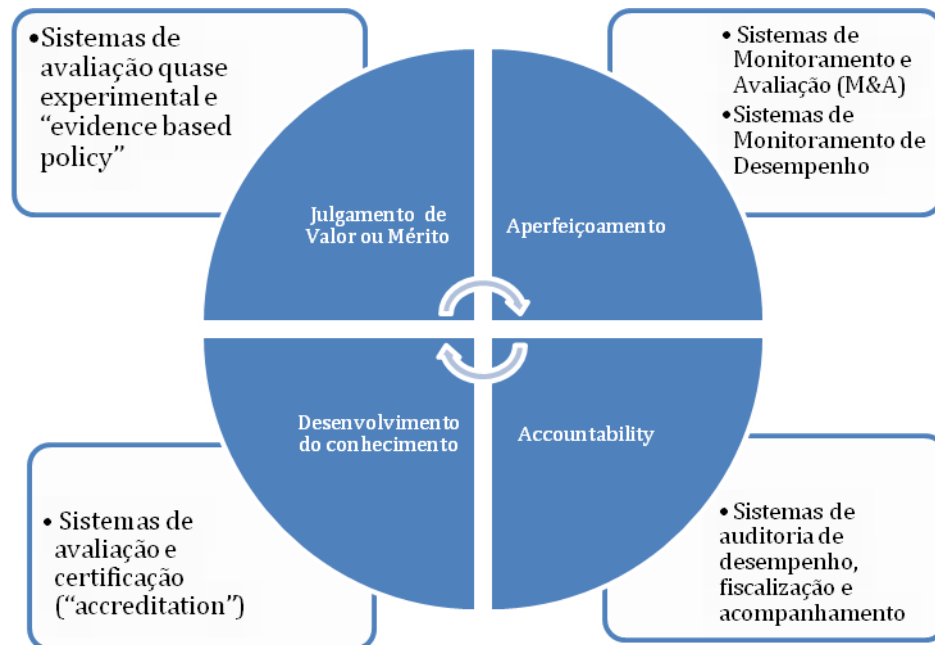 •Sistemas de
avaliação quase
experimental e
“evidence based
policy”
• Sistemas de
Monitoramento e
Avaliação (M&A)
•Sistemas de
Monitoramento de
Desempenho
Julgamento de
Valor ou Mérito
Aperfeiçoamento
Desenvolvimento
do conhecimento
Accountability
• Sistemas de
avaliação e
certificação
(“accreditation”)
• Sistemas de
auditoria de
desempenho,
fiscalização e
acompanhamento